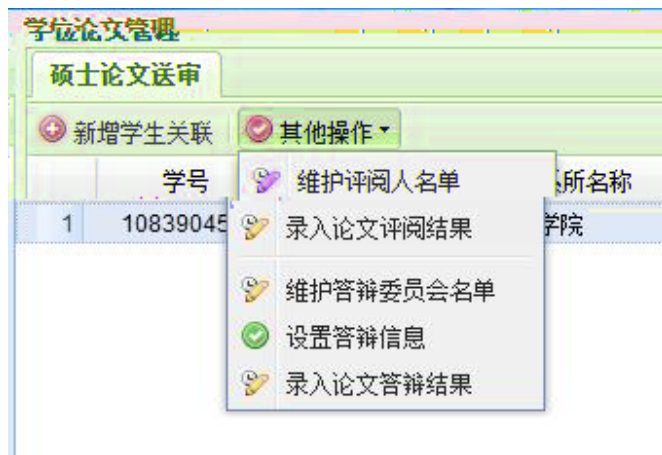 学位论文管理
硕士论文送审
新增学生关联 其他操作
学号 系所名称
1 10839045 学院
维护评阅人名单
录入论文评阅结果
维护答辩委员会名单
设置答辩信息
录入论文答辩结果